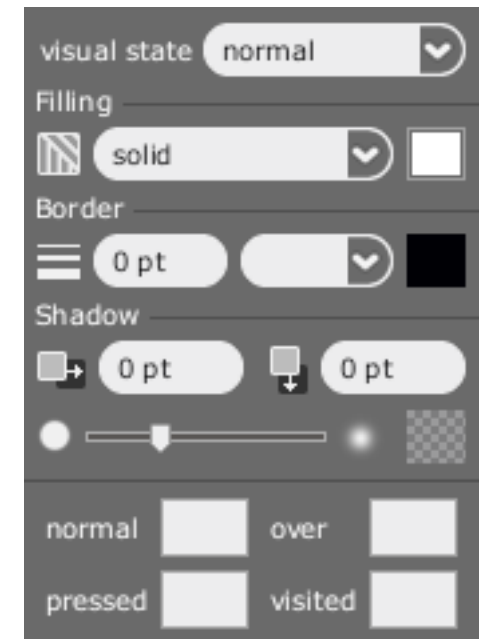 visual state normal
Filling
solid
Border
0 pt
Shadow
0 pt 0 pt
normal over
pressed visited